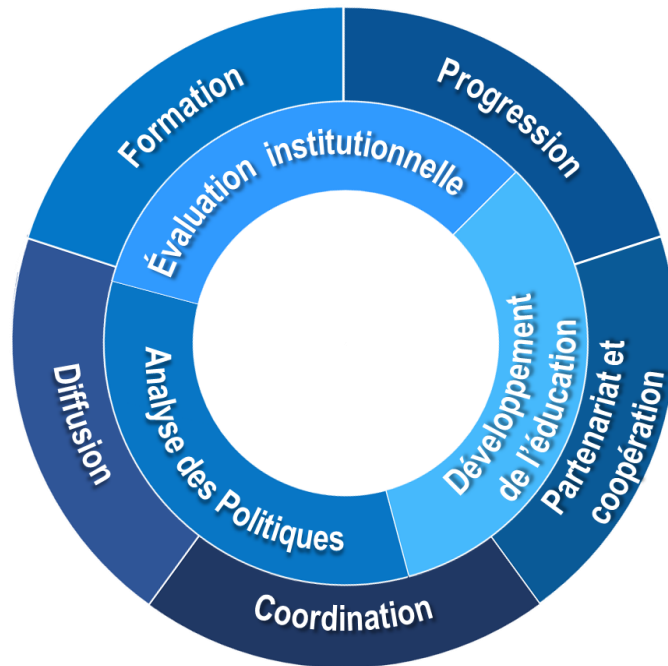 Formation
Progression
Partenariat et
coopération
Coordination
Diffusion
Évaluation institutionnelle
Développement
de l'éducation
Analyse des Politiques